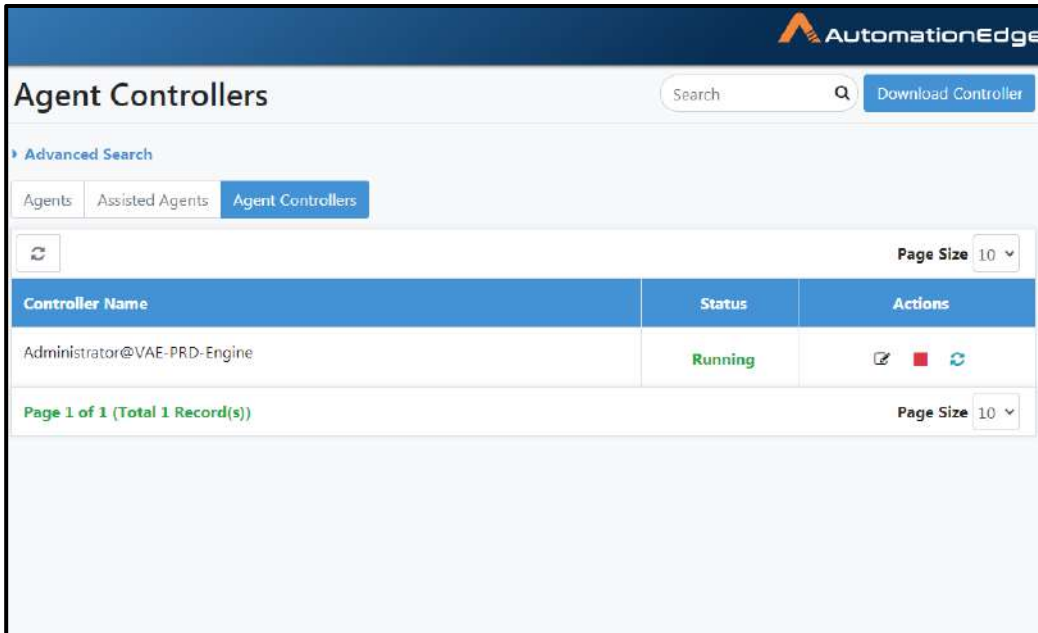 AutomationEdge
Agent Controllers
Search
Download Controller
Advanced Search
Agents
Assisted Agents
Agent Controllers
Page Size 10
Controller Name
Status
Actions
Administrator@VAE-PRD-Engine
Running
Page 1 of 1 (Total 1 Record(s))
Page Size 10